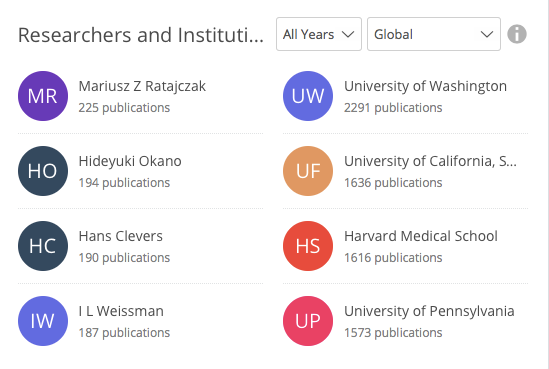 Researchers and Instituti... All Years Global i
MR Mariusz Z Ratajczak
225 publications
UW University of Washington
2291 publications
HO Hideyuki Okano
194 publications
UF University of California, S...
1636 publications
HC Hans Clevers
190 publications
HS Harvard Medical School
1616 publications
IW I L Weissman
187 publications
UP University of Pennsylvania
1573 publications